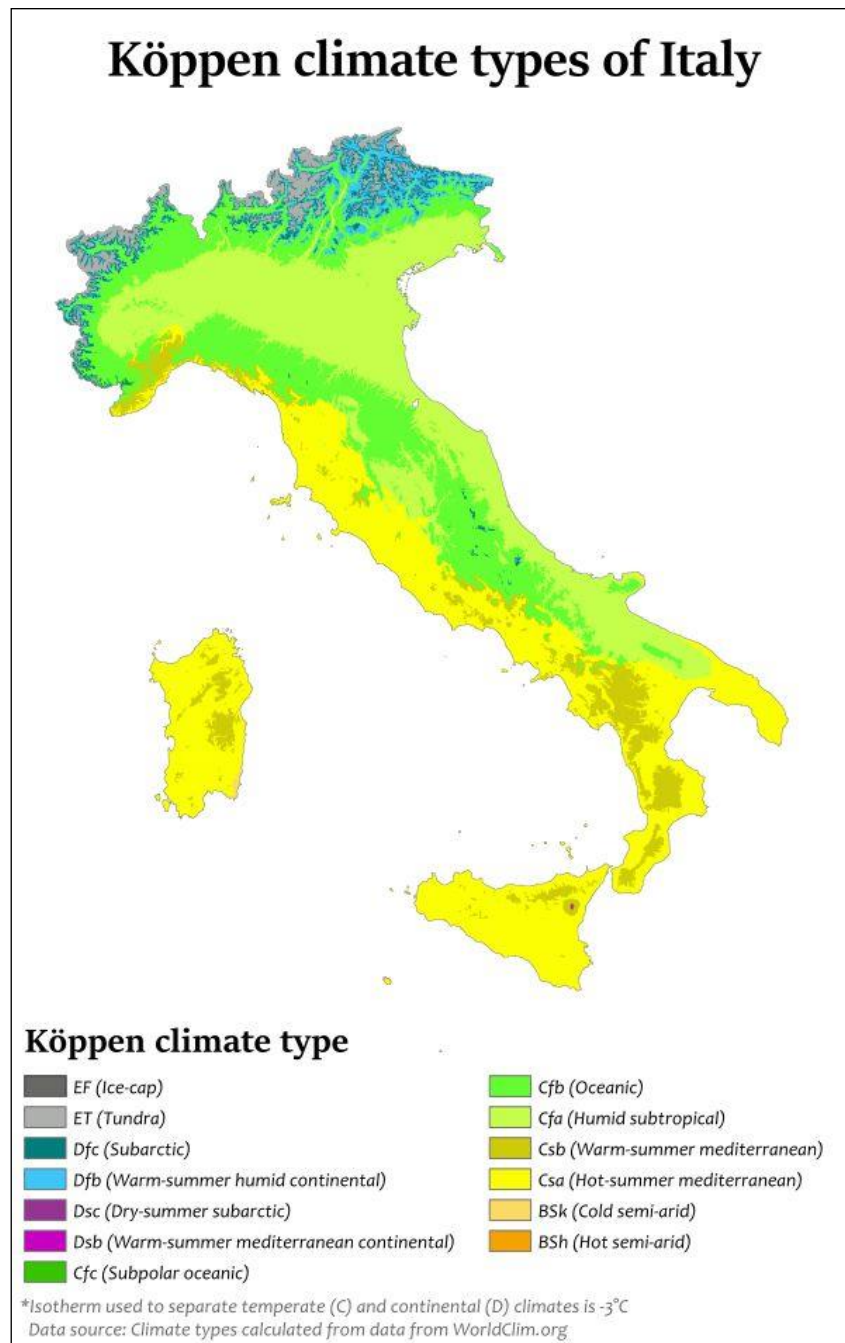 Köppen climate types of Italy
Köppen climate type
EF (Ice-cap)
ET (Tundra)
Dfc (Subarctic)
Dfb (Warm-summer humid continental)
Dsc (Dry-summer subarctic)
Dsb (Warm-summer mediterranean continental)
Cfc (Subpolar oceanic)
Cfb (Oceanic)
Cfa (Humid subtropical)
Csb (Warm-summer mediterranean)
Csa (Hot-summer mediterranean)
BSk (Cold semi-arid)
BSh (Hot semi-arid)
*Isotherm used to separate temperate (C) and continental (D) climates is -3°C
Data source: Climate types calculated from data from WorldClim.org